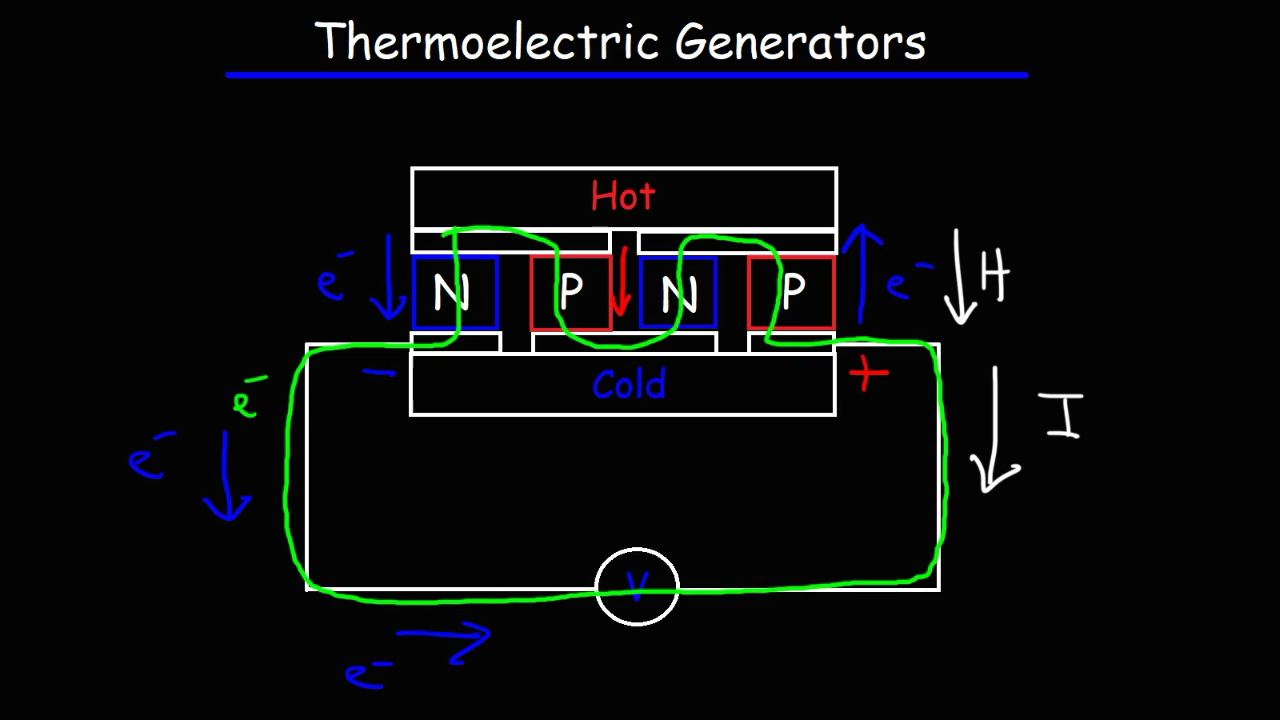 Thermoelectric Generators
Hot
e⁻ N P N P e⁻ H
− Cold +
e⁻ I
e⁻
V
e⁻